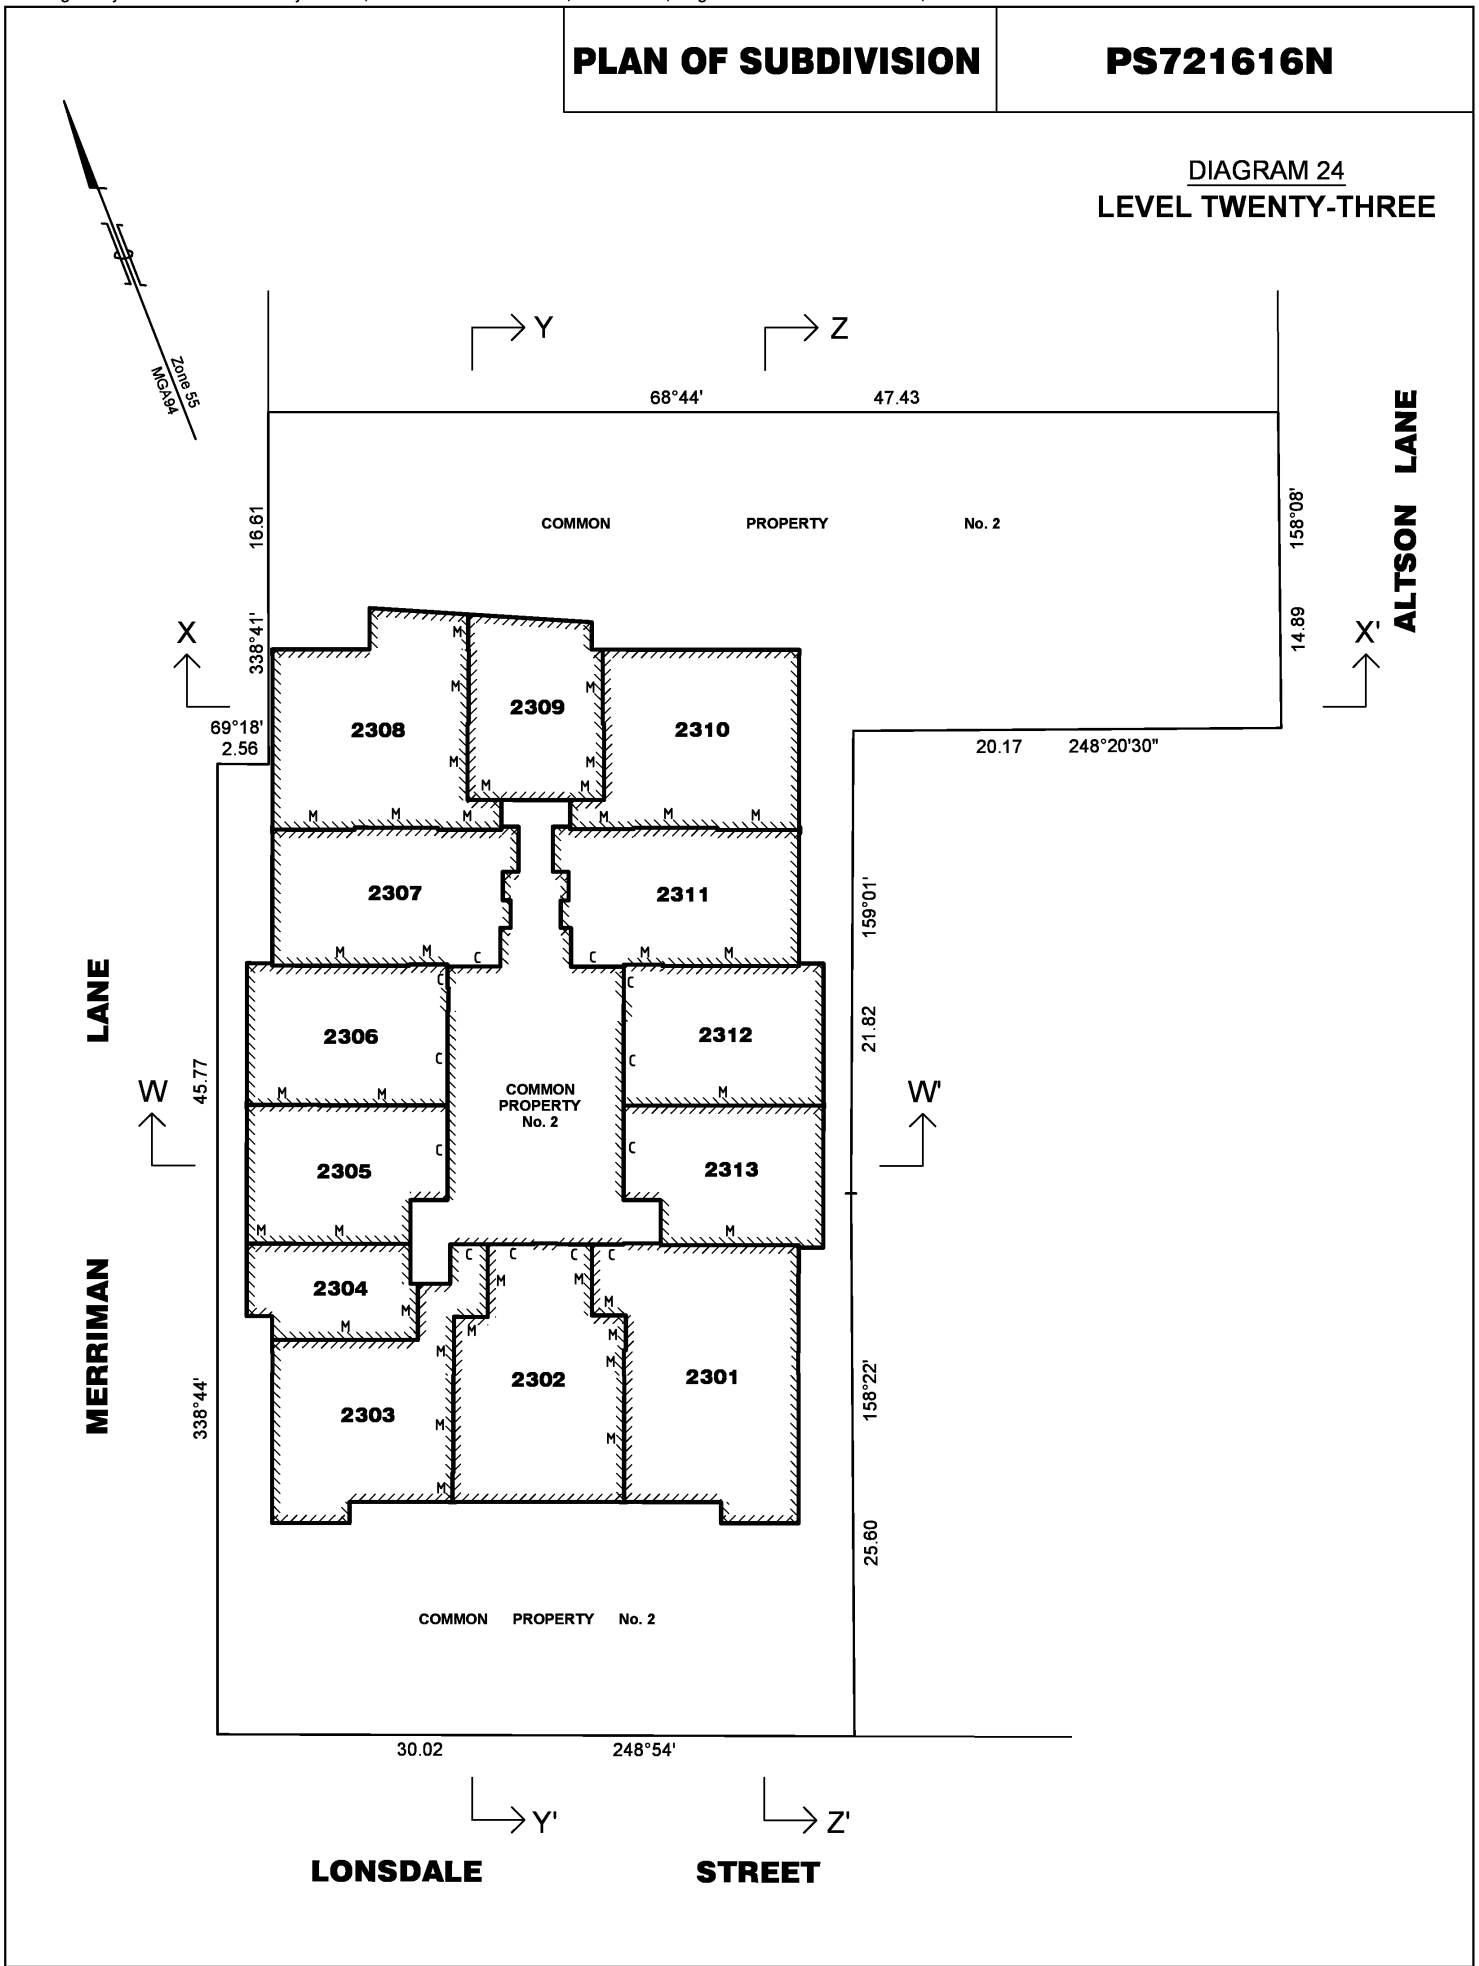 PLAN OF SUBDIVISION
PS721616N
DIAGRAM 24
LEVEL TWENTY-THREE
Zone 55
MGA94
Y
Z
68°44' 47.43
COMMON PROPERTY No. 2
16.61
338°41'
158°08'
14.89
ALTSON LANE
X
X'
69°18'
2.56
20.17 248°20'30"
M
M
M
M
M
M
2308
2309
2310
M
M
M
M
M
M
M
M
M
M
2307
2311
159°01'
M
M
C
C
M
M
C
C
2306
2312
21.82
C
C
M
M
M
LANE
45.77
W
W'
COMMON
PROPERTY
No. 2
C
C
2305
2313
M
M
M
C
C
C
C
M
M
2304
M
M
M
MERRIMAN
M
M
M
M
2302
2301
2303
M
M
M
338°44'
158°22'
25.60
COMMON PROPERTY No. 2
30.02 248°54'
Y'
Z'
LONSDALE STREET